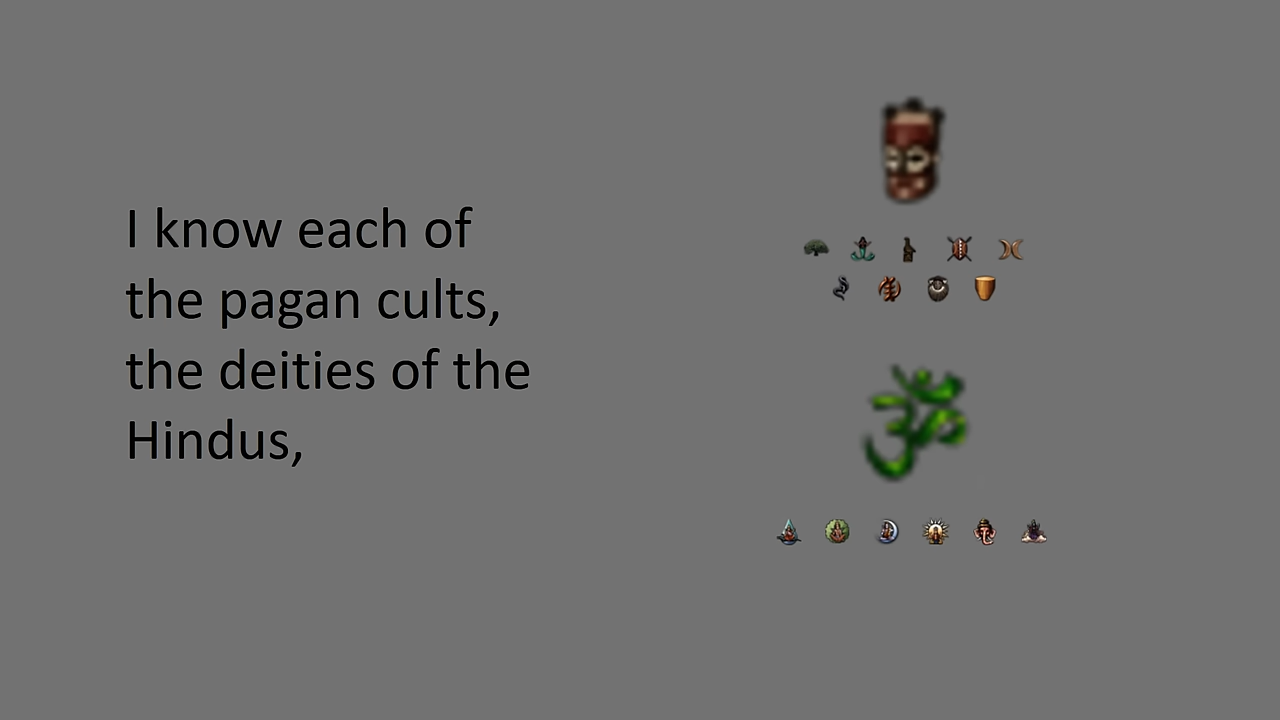 I know each of
the pagan cults,
the deities of the
Hindus,
ॐ